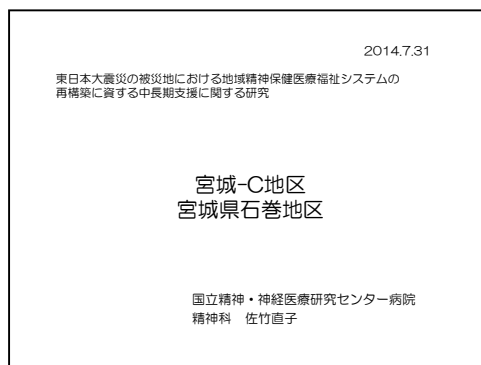 2014.7.31
東日本大震災の被災地における地域精神保健医療福祉システムの
再構築に資する中長期支援に関する研究
宮城-C地区
宮城県石巻地区
国立精神・神経医療研究センター病院
精神科 佐竹直子